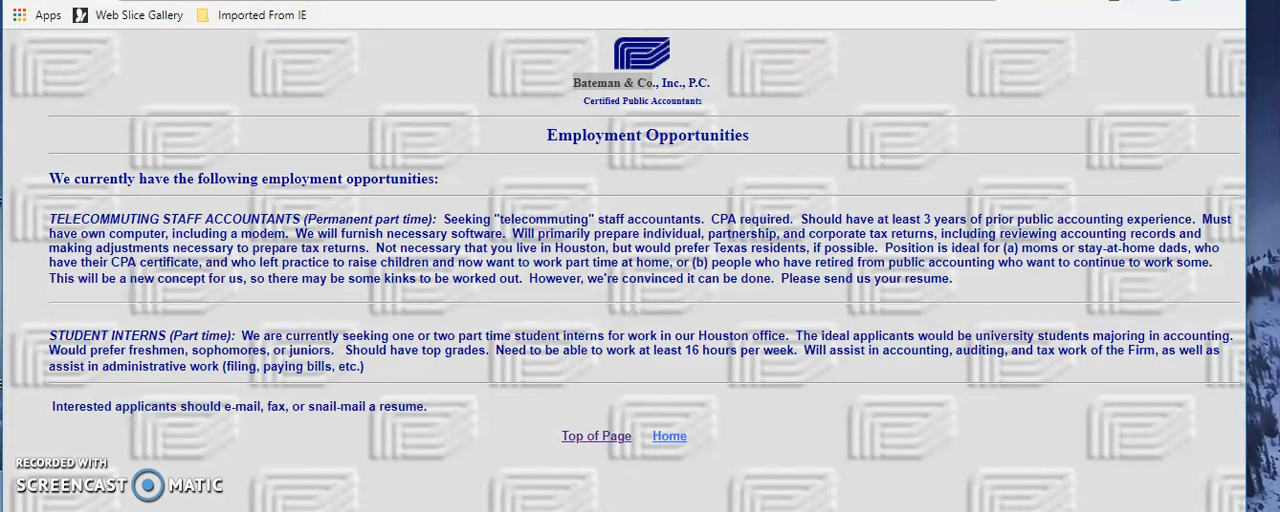 Apps Web Slice Gallery Imported From IE
Bateman & Co., Inc., P.C.
Certified Public Accountants
Employment Opportunities
We currently have the following employment opportunities:
TELECOMMUTING STAFF ACCOUNTANTS (Permanent part time): Seeking "telecommuting" staff accountants. CPA required. Should have at least 3 years of prior public accounting experience. Must
have own computer, including a modem. We will furnish necessary software. Will primarily prepare individual, partnership, and corporate tax returns, including reviewing accounting records and
making adjustments necessary to prepare tax returns. Not necessary that you live in Houston, but would prefer Texas residents, if possible. Position is ideal for (a) moms or stay-at-home dads, who
have their CPA certificate, and who left practice to raise children and now want to work part time at home, or (b) people who have retired from public accounting who want to continue to work some.
This will be a new concept for us, so there may be some kinks to be worked out. However, we're convinced it can be done. Please send us your resume.
STUDENT INTERNS (Part time): We are currently seeking one or two part time student interns for work in our Houston office. The ideal applicants would be university students majoring in accounting.
Would prefer freshmen, sophomores, or juniors. Should have top grades. Need to be able to work at least 16 hours per week. Will assist in accounting, auditing, and tax work of the Firm, as well as
assist in administrative work (filing, paying bills, etc.)
Interested applicants should e-mail, fax, or snail-mail a resume.
Top of Page Home
RECORDED WITH
SCREENCAST MATIC